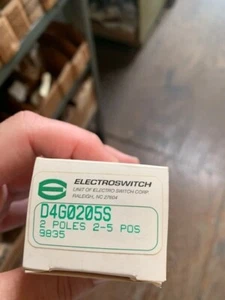 ELECTROSWITCH
UNIT OF ELECTRO SWITCH CORP.
RALEIGH, NC 27604
D4G0205S
2 POLES 2-5 POS
9835